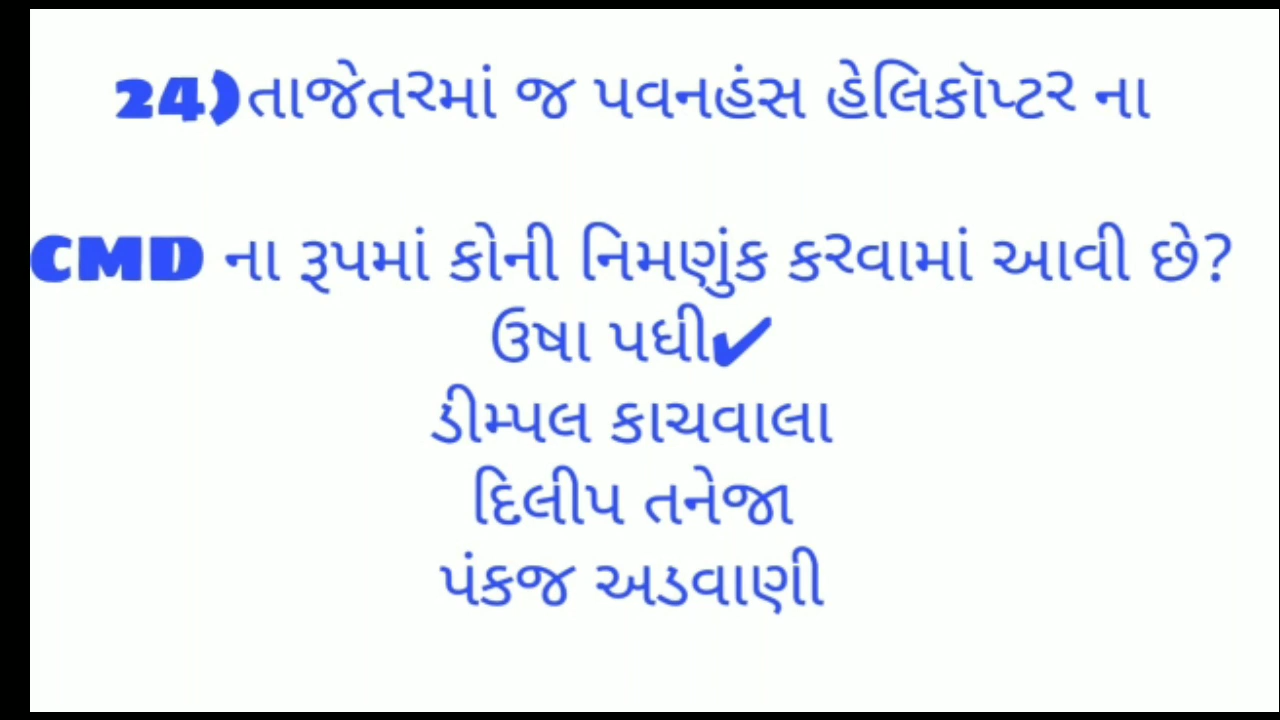 24)તાજેતરમાં જ પવનહંસ હેલિકૉપ્ટર ના
CMD ના રૂપમાં કોની નિમણુંક કરવામાં આવી છે?
ઉષા પધી✔
ડીમ્પલ કાચવાલા
દિલીપ તનેજા
પંકજ અડવાણી